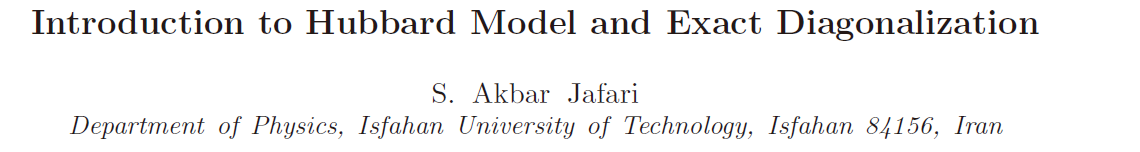 Introduction to Hubbard Model and Exact Diagonalization
S. Akbar Jafari
Department of Physics, Isfahan University of Technology, Isfahan 84156, Iran